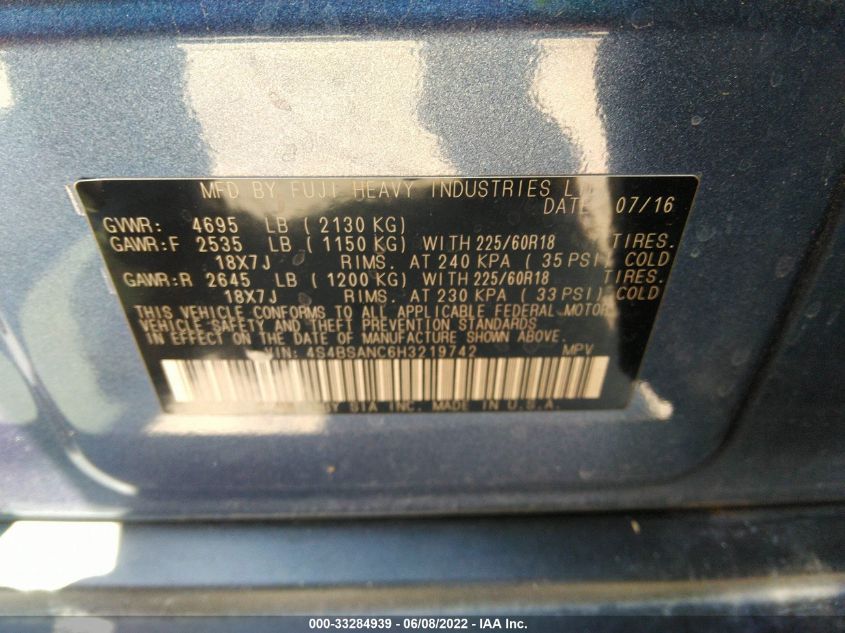 MFD BY FUJI HEAVY INDUSTRIES
DATE 07/16
GVWR: 4695 LB ( 2130 KG)
GAWR:F 2535 LB ( 1150 KG) WITH 225/60R18 TIRES.
18X7J RIMS. AT 240 KPA ( 35 PSI) COLD
GAWR:R 2645 LB ( 1200 KG) WITH 225/60R18 TIRES.
18X7J RIMS. AT 230 KPA ( 33 PSI) COLD
THIS VEHICLE CONFORMS TO ALL APPLICABLE FEDERAL MOTOR
VEHICLE SAFETY AND THEFT PREVENTION STANDARDS
IN EFFECT ON THE DATE OF MANUFACTURE SHOWN ABOVE.
VIN: 4S4BSANC6H3219742 MPV
BY SIA INC. MADE IN U.S.A.
000-33284939 - 06/08/2022 - IAA Inc.